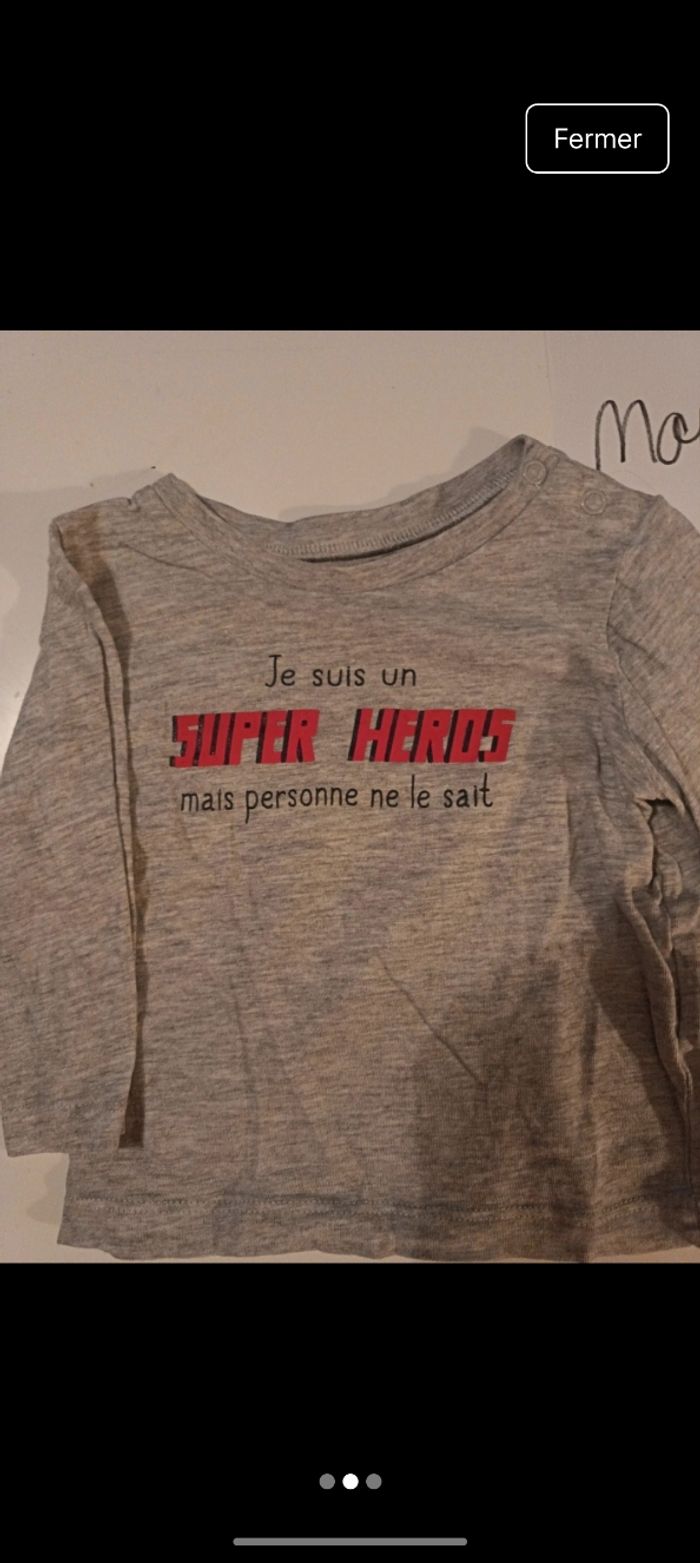 Fermer
Je suis un
SUPER HEROS
mais personne ne le sait